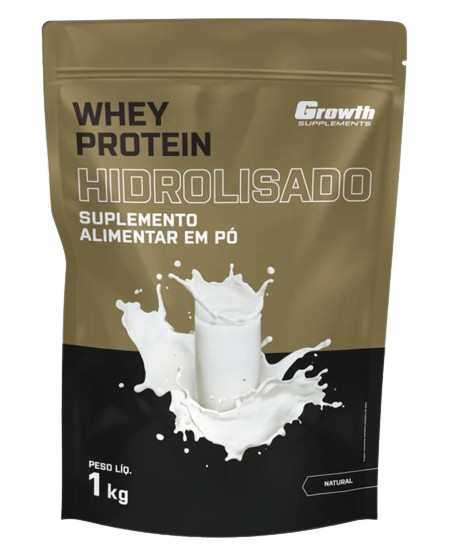 WHEY
PROTEIN
Growth
SUPPLEMENTS
HIDROLISADO
SUPLEMENTO
ALIMENTAR EM PÓ
PESO LÍQ.
1 kg
NATURAL